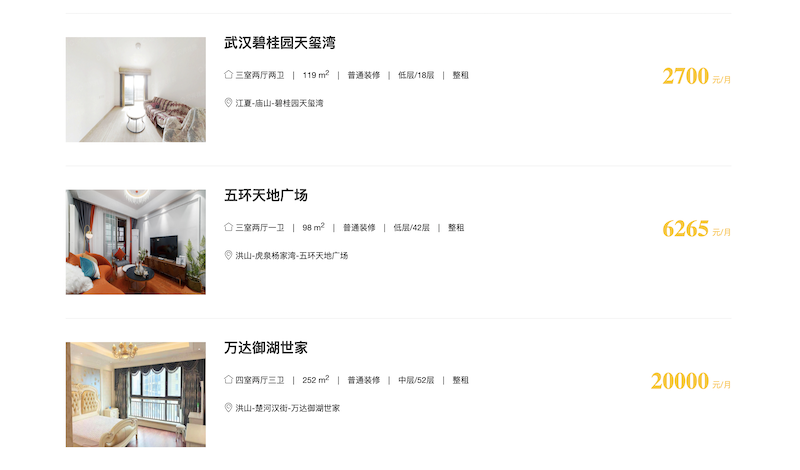 武汉碧桂园天玺湾
三室两厅两卫 | 119 m² | 普通装修 | 低层/18层 | 整租
2700 元/月
江夏-庙山-碧桂园天玺湾
五环天地广场
三室两厅一卫 | 98 m² | 普通装修 | 低层/42层 | 整租
6265 元/月
洪山-虎泉杨家湾-五环天地广场
万达御湖世家
四室两厅三卫 | 252 m² | 普通装修 | 中层/52层 | 整租
20000 元/月
洪山-楚河汉街-万达御湖世家